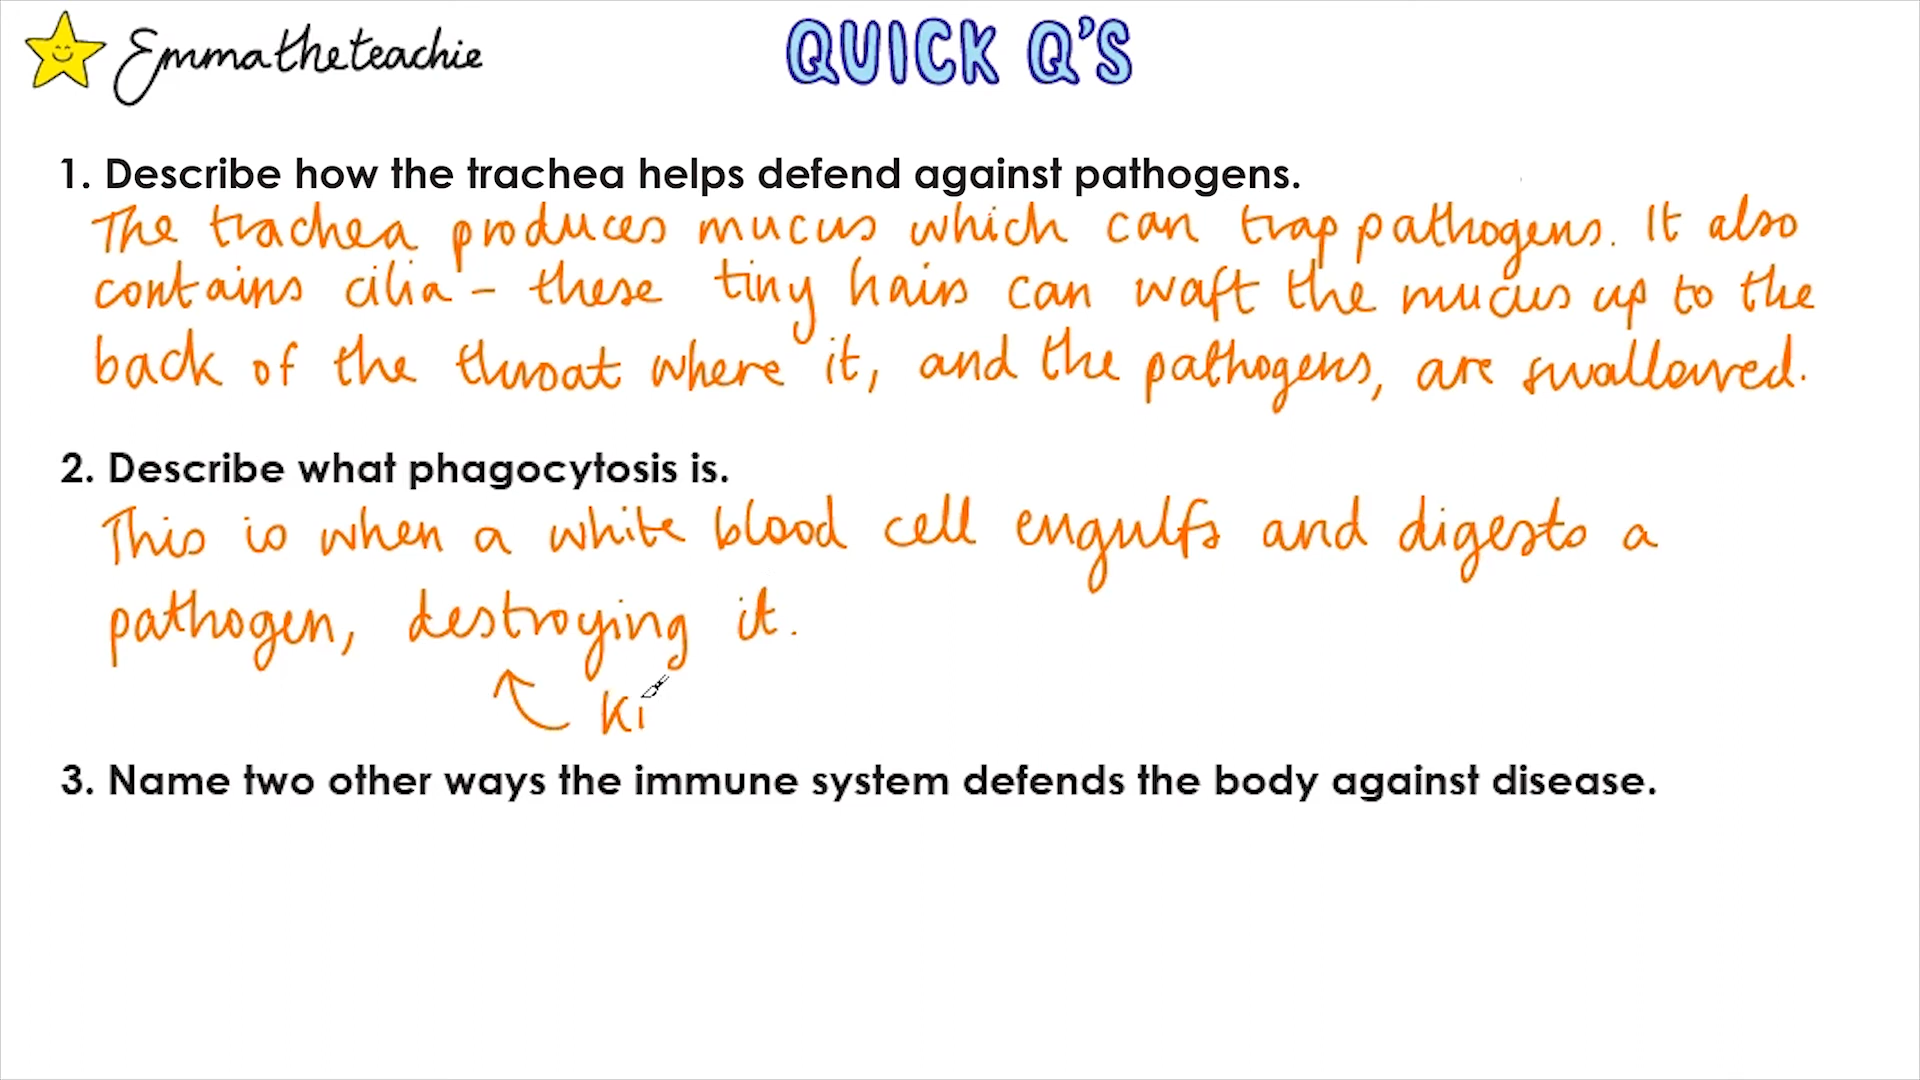 Emmatheteachie
QUICK Q'S
1. Describe how the trachea helps defend against pathogens.
The trachea produces mucus which can trap pathogens. It also
contains cilia - these tiny hairs can waft the mucus up to the
back of the throat where it, and the pathogens, are swallowed.
2. Describe what phagocytosis is.
This is when a white blood cell engulfs and digests a
pathogen, destroying it.
Ki
3. Name two other ways the immune system defends the body against disease.